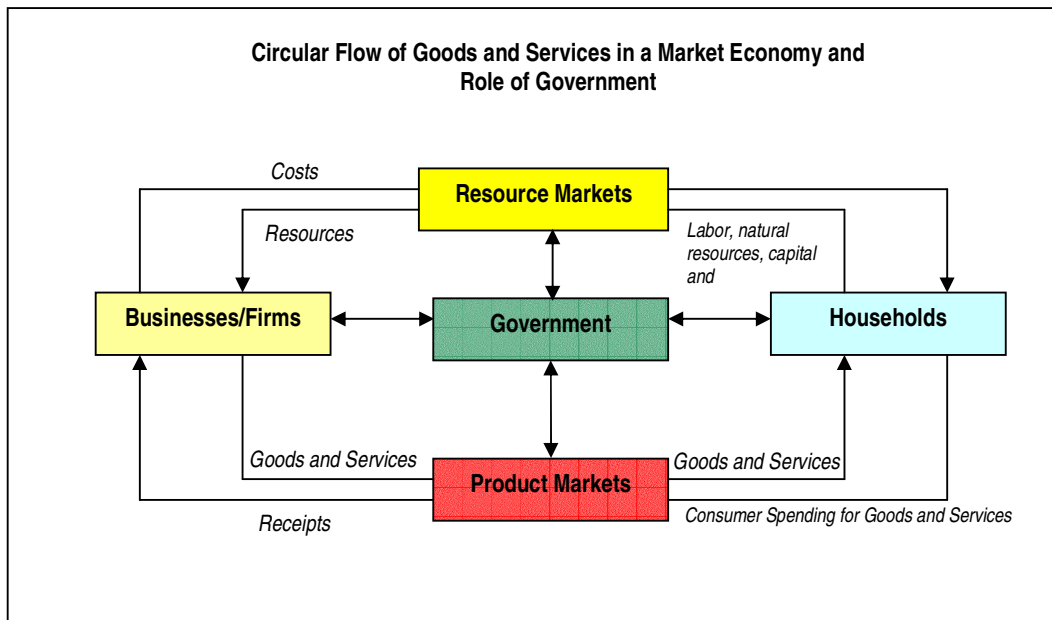 Circular Flow of Goods and Services in a Market Economy and
Role of Government
Costs
Resource Markets
Resources
Labor, natural
resources, capital
and
Businesses/Firms
Government
Households
Goods and Services
Product Markets
Goods and Services
Receipts
Consumer Spending for Goods and Services